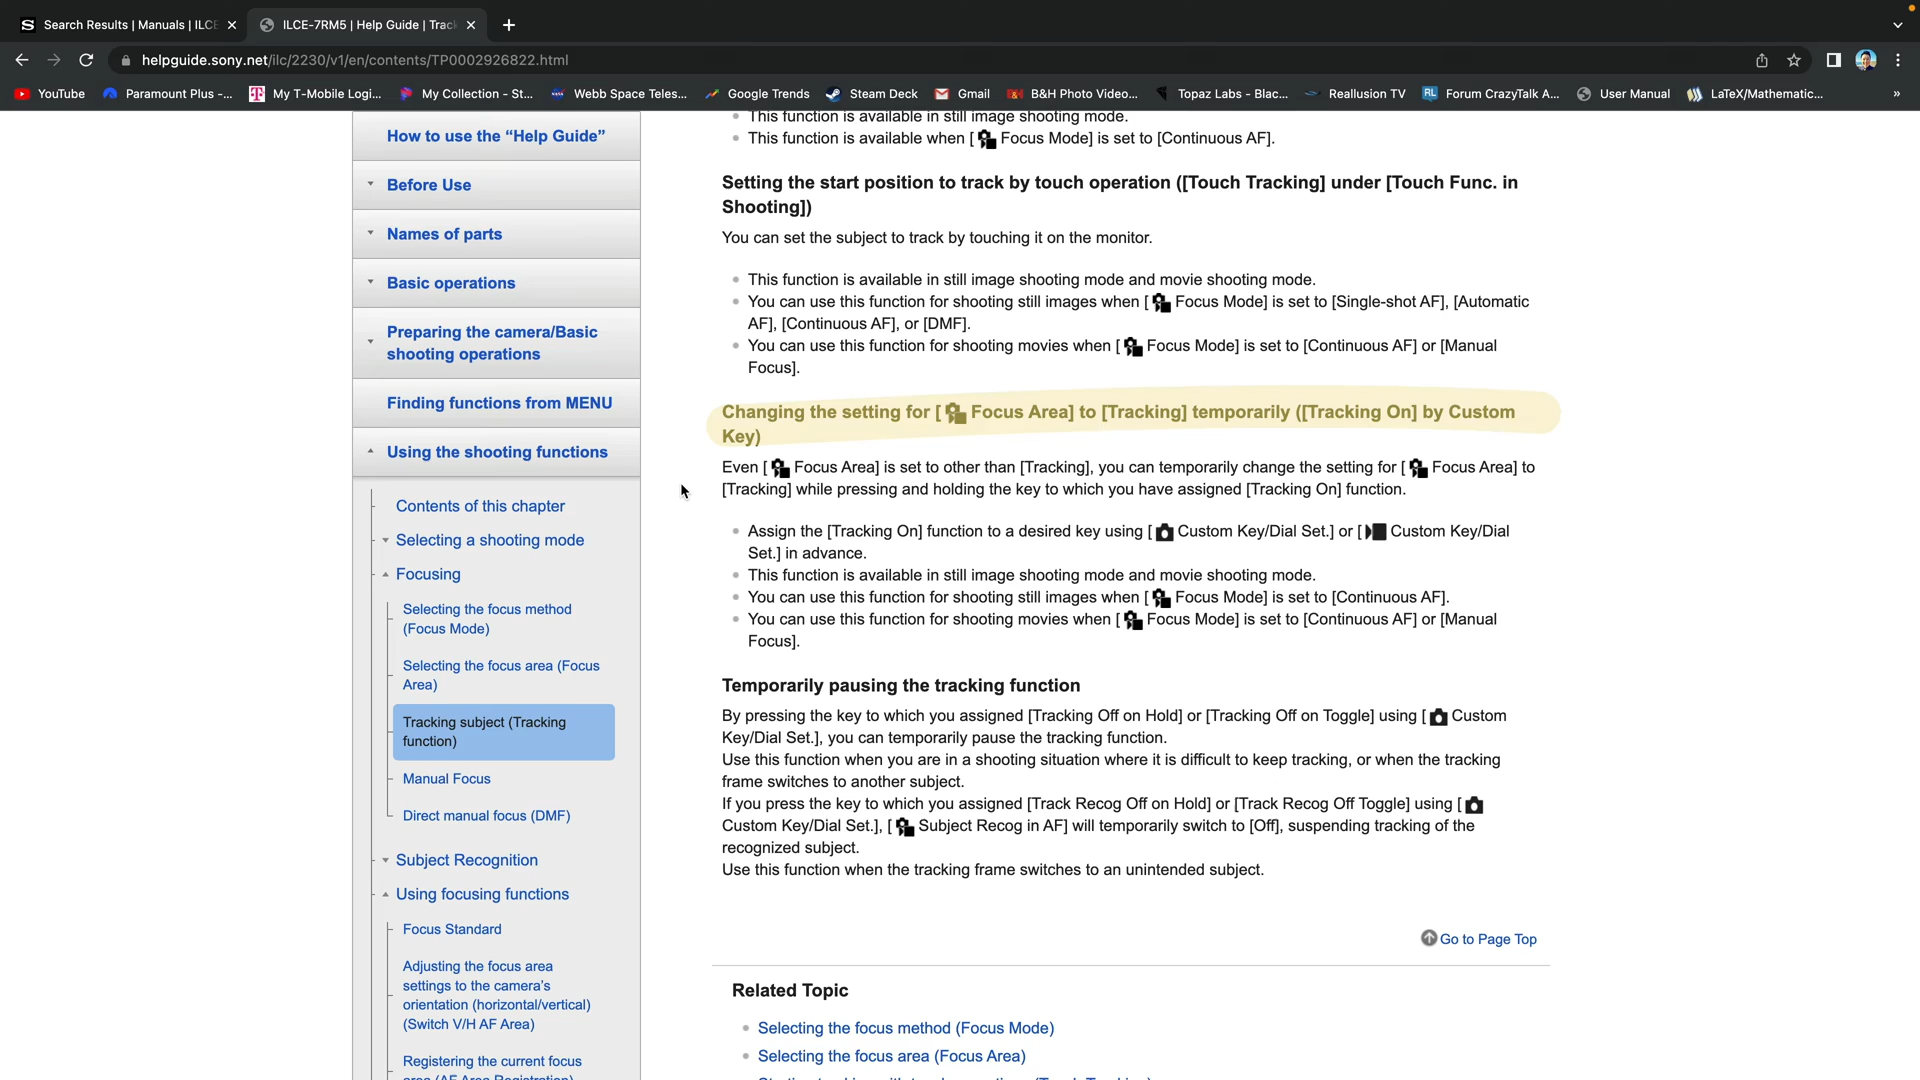 Search Results | Manuals | ILCE
ILCE-7RM5 | Help Guide | Track
helpguide.sony.net/ilc/2230/v1/en/contents/TP0002926822.html
YouTube
Paramount Plus -...
My T-Mobile Logi...
My Collection - St...
Webb Space Teles...
Google Trends
Steam Deck
Gmail
B&H Photo Video...
Topaz Labs - Blac...
Reallusion TV
Forum CrazyTalk A...
User Manual
LaTeX/Mathematic...
How to use the “Help Guide”
Before Use
Names of parts
Basic operations
Preparing the camera/Basic
shooting operations
Finding functions from MENU
Using the shooting functions
Contents of this chapter
Selecting a shooting mode
Focusing
Selecting the focus method
(Focus Mode)
Selecting the focus area (Focus
Area)
Tracking subject (Tracking
function)
Manual Focus
Direct manual focus (DMF)
Subject Recognition
Using focusing functions
Focus Standard
Adjusting the focus area
settings to the camera’s
orientation (horizontal/vertical)
(Switch V/H AF Area)
Registering the current focus
area (AF Area Registration)
This function is available in still image shooting mode.
This function is available when [ Focus Mode] is set to [Continuous AF].
Setting the start position to track by touch operation ([Touch Tracking] under [Touch Func. in
Shooting])
You can set the subject to track by touching it on the monitor.
This function is available in still image shooting mode and movie shooting mode.
You can use this function for shooting still images when [ Focus Mode] is set to [Single-shot AF], [Automatic
AF], [Continuous AF], or [DMF].
You can use this function for shooting movies when [ Focus Mode] is set to [Continuous AF] or [Manual
Focus].
Changing the setting for [ Focus Area] to [Tracking] temporarily ([Tracking On] by Custom
Key)
Even [ Focus Area] is set to other than [Tracking], you can temporarily change the setting for [ Focus Area] to
[Tracking] while pressing and holding the key to which you have assigned [Tracking On] function.
Assign the [Tracking On] function to a desired key using [ Custom Key/Dial Set.] or [ Custom Key/Dial
Set.] in advance.
This function is available in still image shooting mode and movie shooting mode.
You can use this function for shooting still images when [ Focus Mode] is set to [Continuous AF].
You can use this function for shooting movies when [ Focus Mode] is set to [Continuous AF] or [Manual
Focus].
Temporarily pausing the tracking function
By pressing the key to which you assigned [Tracking Off on Hold] or [Tracking Off on Toggle] using [ Custom
Key/Dial Set.], you can temporarily pause the tracking function.
Use this function when you are in a shooting situation where it is difficult to keep tracking, or when the tracking
frame switches to another subject.
If you press the key to which you assigned [Track Recog Off on Hold] or [Track Recog Off Toggle] using [
Custom Key/Dial Set.], [ Subject Recog in AF] will temporarily switch to [Off], suspending tracking of the
recognized subject.
Use this function when the tracking frame switches to an unintended subject.
Go to Page Top
Related Topic
Selecting the focus method (Focus Mode)
Selecting the focus area (Focus Area)